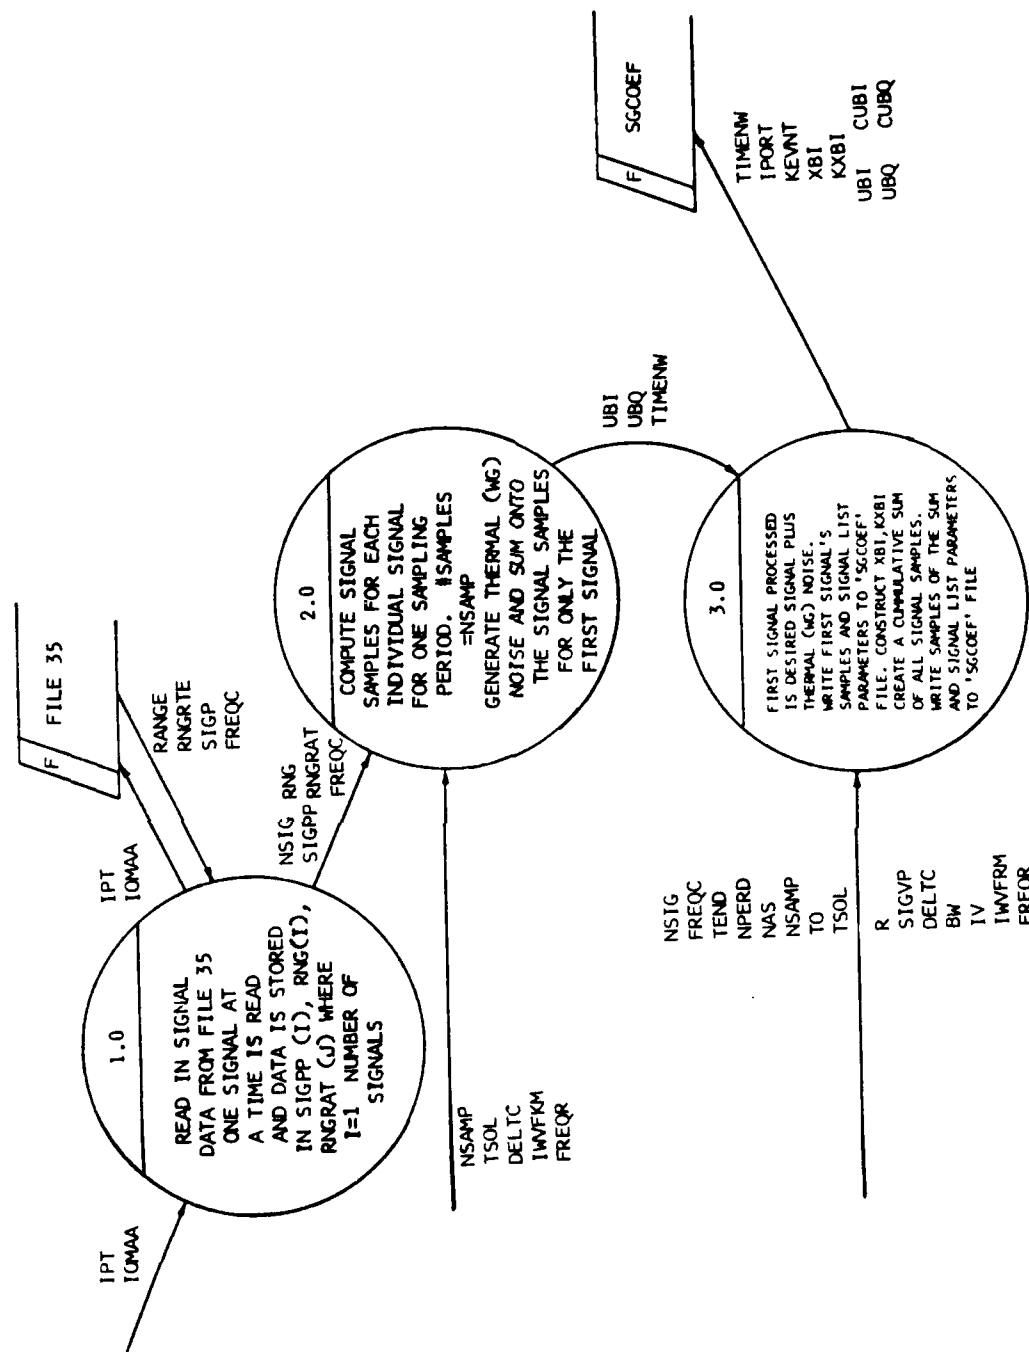 IPT
IOMAA
1.0
READ IN SIGNAL
DATA FROM FILE 35
ONE SIGNAL AT
A TIME IS READ
AND DATA IS STORED
IN SIGPP (I), RNG(I),
RNGRAT (J) WHERE
I=1 NUMBER OF
SIGNALS
IPT
IOMAA
F
FILE 35
RANGE
RNGRTE
SIGP
FREQC
NSIG RNG
SIGPP RNGRAT
FREQC
NSAMP
TSOL
DELTC
IWVFKM
FREQR
2.0
COMPUTE SIGNAL
SAMPLES FOR EACH
INDIVIDUAL SIGNAL
FOR ONE SAMPLING
PERIOD. #SAMPLES
=NSAMP
GENERATE THERMAL (WG)
NOISE AND SUM ONTO
THE SIGNAL SAMPLES
FOR ONLY THE
FIRST SIGNAL
UBI
UBQ
TIMENW
NSIG
FREQC
TEND
NPERD
NAS
NSAMP
TO
TSOL
R
SIGVP
DELTC
BW
IV
IWVFRM
FREQR
3.0
FIRST SIGNAL PROCESSED
IS DESIRED SIGNAL PLUS
THERMAL (WG) NOISE.
WRITE FIRST SIGNAL'S
SAMPLES AND SIGNAL LIST
PARAMETERS TO 'SGCOEF'
FILE. CONSTRUCT XBI,KXBI
CREATE A CUMMULATIVE SUM
OF ALL SIGNAL SAMPLES.
WRITE SAMPLES OF THE SUM
AND SIGNAL LIST PARAMETERS
TO 'SGCOEF' FILE
F
SGCOEF
TIMENW
IPORT
KEVNT
XBI
KXBI
UBI CUBI
UBQ CUBQ